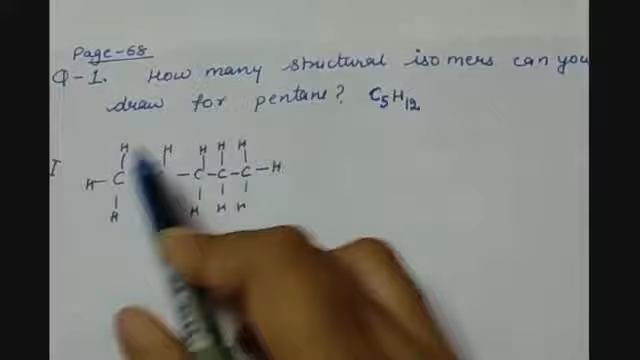 Page-68
Q-1. How many structural isomers can you
draw for pentane? C₅H₁₂
H H H H H
I H-C -C-C-C-H
H H H H